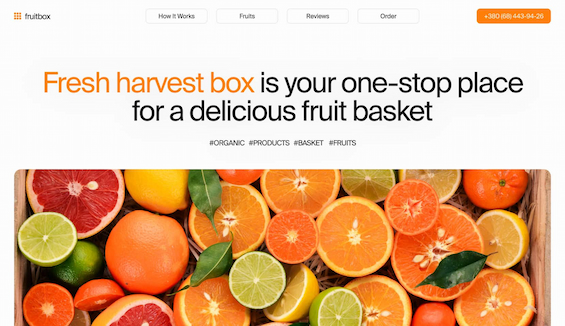 fruitbox
How It Works
Fruits
Reviews
Order
+380 (68) 443-94-26
Fresh harvest box is your one-stop place
for a delicious fruit basket
#ORGANIC #PRODUCTS #BASKET #FRUITS